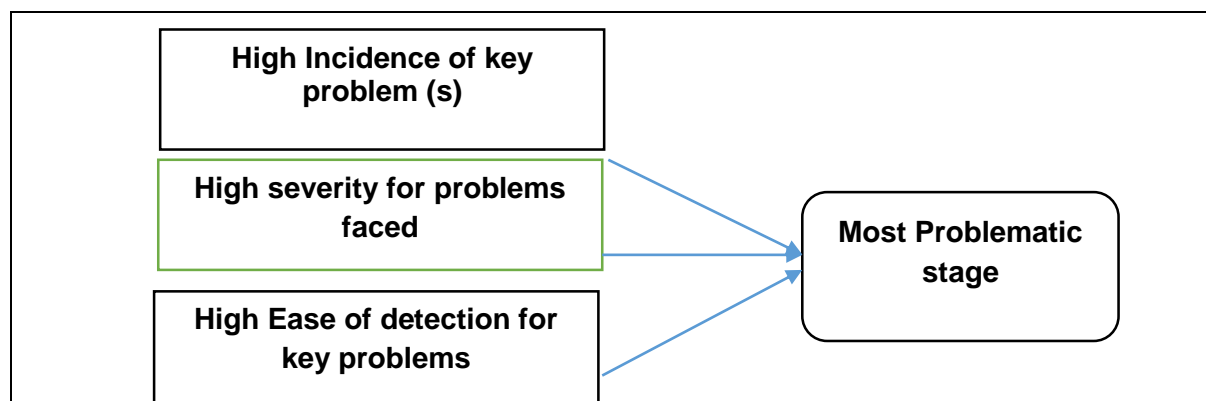 High Incidence of key
problem (s)
High severity for problems
faced
High Ease of detection for
key problems
Most Problematic
stage